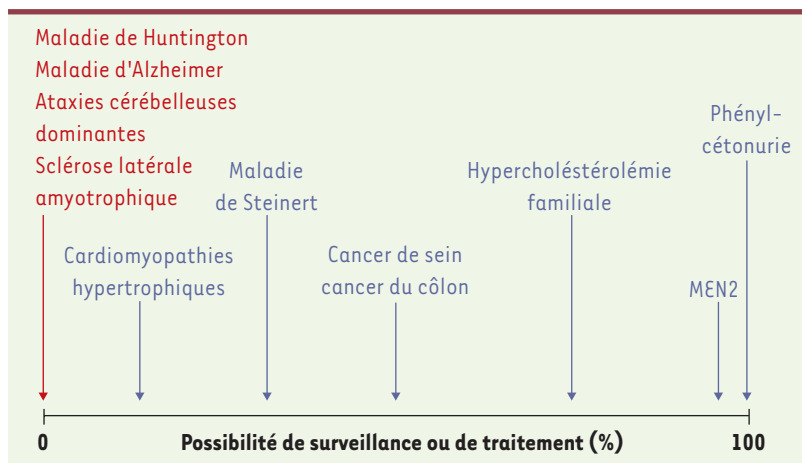 Maladie de Huntington
Maladie d'Alzheimer
Ataxies cérébelleuses
dominantes
Sclérose latérale
amyotrophique
Cardiomyopathies
hypertrophiques
Maladie
de Steinert
Cancer de sein
cancer du côlon
Hypercholéstérolémie
familiale
MEN2
Phényl-
cétonurie
0
Possibilité de surveillance ou de traitement (%)
100